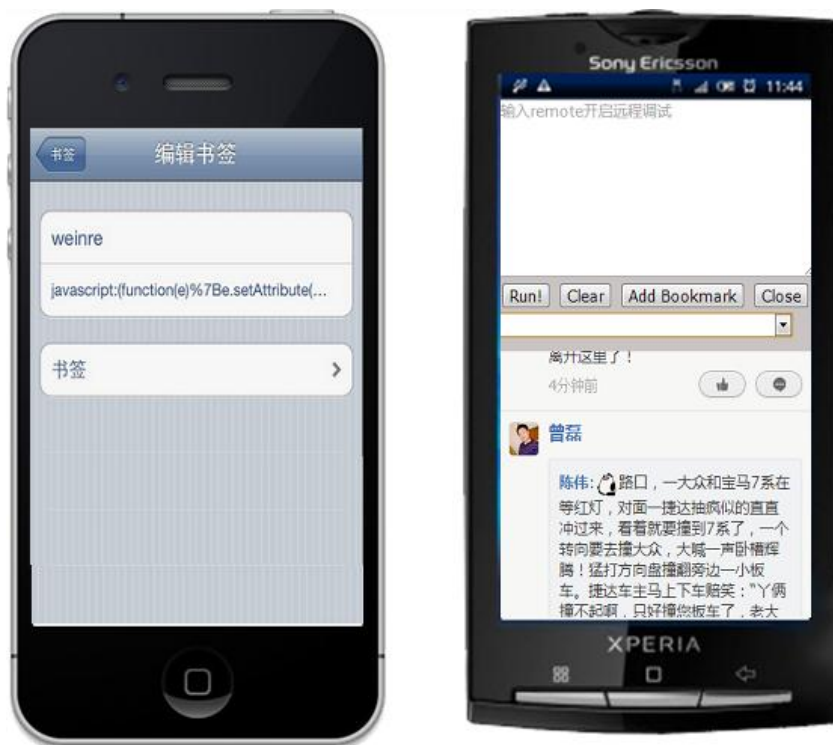 书签
编辑书签
weinre
javascript:(function(e)%7Be.setAttribute(...
书签
Sony Ericsson
11:44
输入remote开启远程调试
Run!
Clear
Add Bookmark
Close
离开这里了！
4分钟前
曾磊
陈伟: 路口，一大众和宝马7系在
等红灯，对面一捷达抽疯似的直直
冲过来，看着就要撞到7系了，一个
转向要去撞大众，大喊一声卧槽辉
腾！猛打方向盘撞翻旁边一小板
车。捷达车主马上下车赔笑："丫俩
撞不起啊，只好撞您板车了，老大
XPERIA